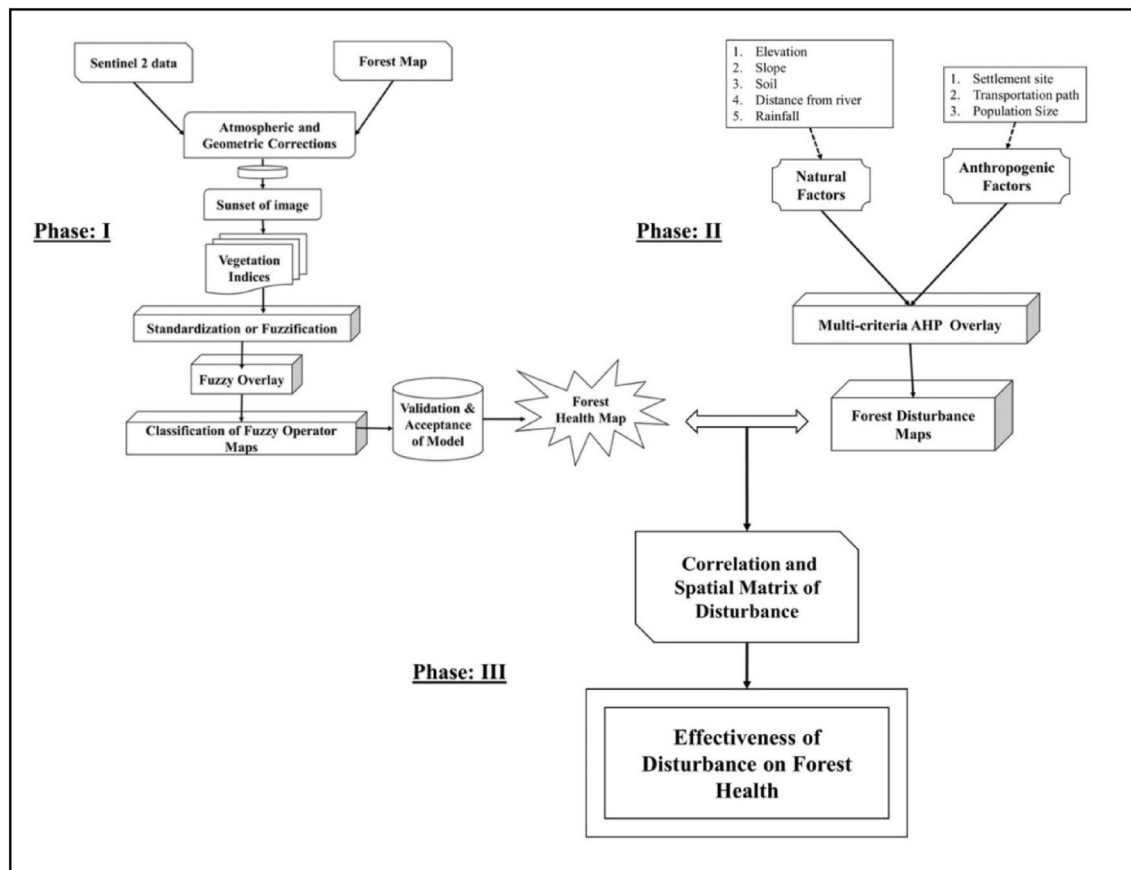 Sentinel 2 data
Forest Map
Atmospheric and
Geometric Corrections
Sunset of image
Phase: I
Vegetation
Indices
Standardization or Fuzzification
Fuzzy Overlay
Classification of Fuzzy Operator
Maps
Validation &
Acceptance
of Model
Forest
Health Map
1. Elevation
2. Slope
3. Soil
4. Distance from river
5. Rainfall
1. Settlement site
2. Transportation path
3. Population Size
Natural
Factors
Anthropogenic
Factors
Phase: II
Multi-criteria AHP Overlay
Forest Disturbance
Maps
Correlation and
Spatial Matrix of
Disturbance
Phase: III
Effectiveness of
Disturbance on Forest
Health